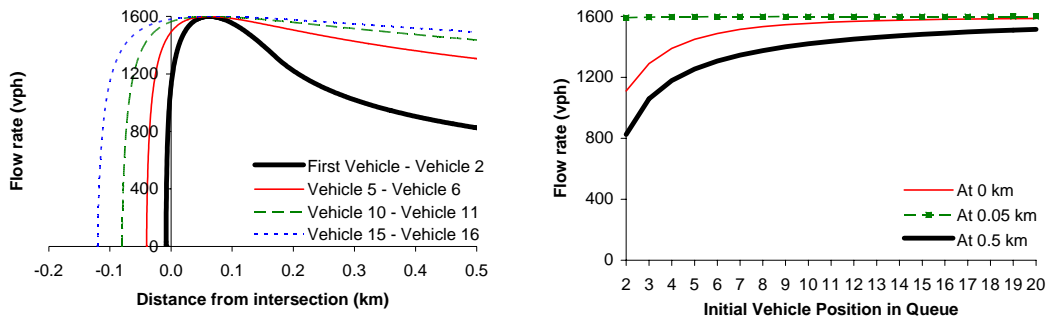 Flow rate (vph)
1600
1200
800
400
0
First Vehicle - Vehicle 2
Vehicle 5 - Vehicle 6
Vehicle 10 - Vehicle 11
Vehicle 15 - Vehicle 16
-0.2 -0.1 0.0 0.1 0.2 0.3 0.4 0.5
Distance from intersection (km)
Flow rate (vph)
1600
1200
800
400
0
At 0 km
At 0.05 km
At 0.5 km
2 3 4 5 6 7 8 9 10 11 12 13 14 15 16 17 18 19 20
Initial Vehicle Position in Queue